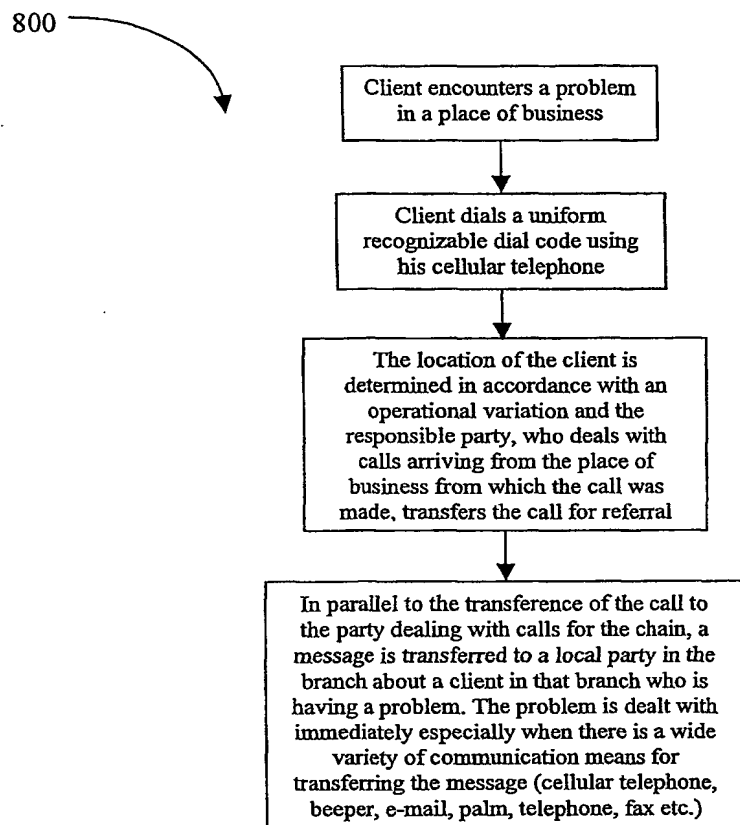 800
Client encounters a problem
in a place of business
Client dials a uniform
recognizable dial code using
his cellular telephone
The location of the client is
determined in accordance with an
operational variation and the
responsible party, who deals with
calls arriving from the place of
business from which the call was
made, transfers the call for referral
In parallel to the transference of the call to
the party dealing with calls for the chain, a
message is transferred to a local party in the
branch about a client in that branch who is
having a problem. The problem is dealt with
immediately especially when there is a wide
variety of communication means for
transferring the message (cellular telephone,
beeper, e-mail, palm, telephone, fax etc.)